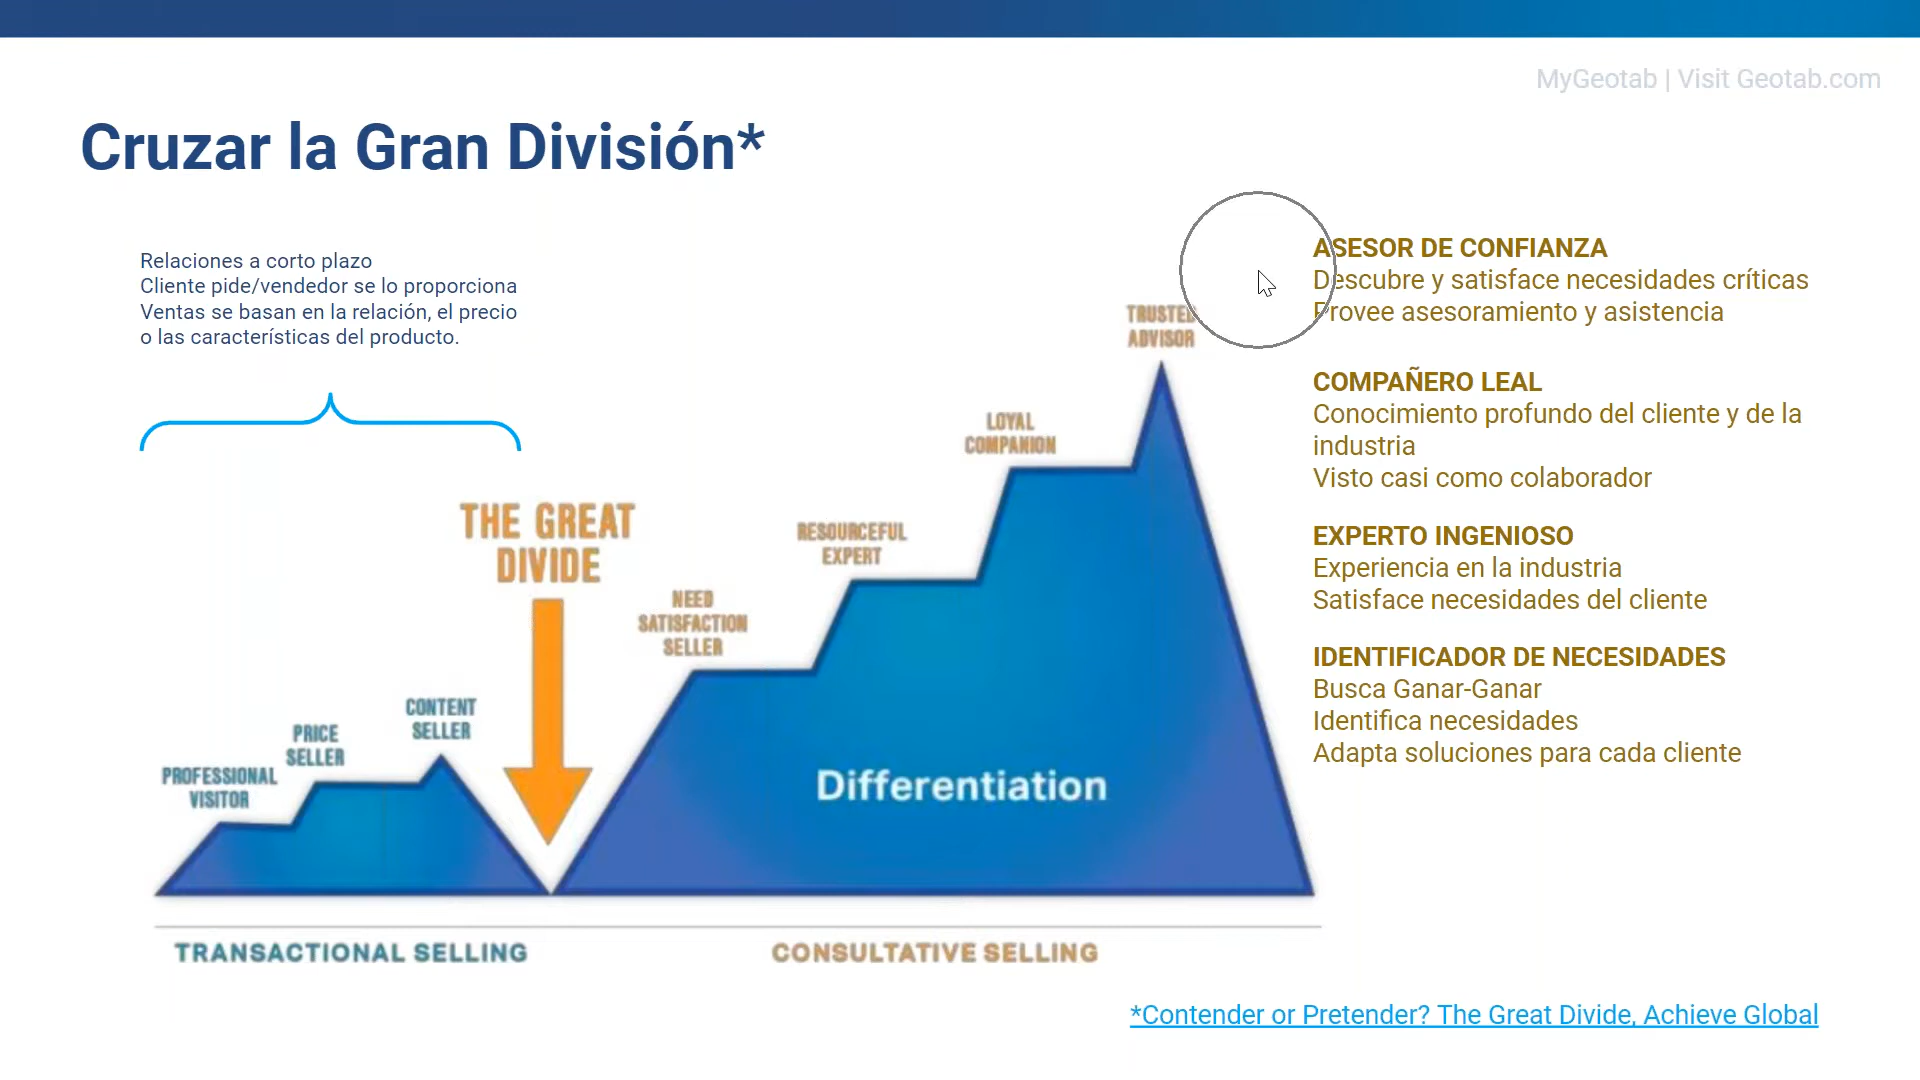 MyGeotab | Visit Geotab.com
Cruzar la Gran División*
Relaciones a corto plazo
Cliente pide/vendedor se lo proporciona
Ventas se basan en la relación, el precio
o las características del producto.
THE GREAT
DIVIDE
PROFESSIONAL
VISITOR
PRICE
SELLER
CONTENT
SELLER
NEED
SATISFACTION
SELLER
RESOURCEFUL
EXPERT
LOYAL
COMPANION
TRUSTED
ADVISOR
Differentiation
TRANSACTIONAL SELLING
CONSULTATIVE SELLING
ASESOR DE CONFIANZA
Descubre y satisface necesidades críticas
Provee asesoramiento y asistencia
COMPAÑERO LEAL
Conocimiento profundo del cliente y de la
industria
Visto casi como colaborador
EXPERTO INGENIOSO
Experiencia en la industria
Satisface necesidades del cliente
IDENTIFICADOR DE NECESIDADES
Busca Ganar-Ganar
Identifica necesidades
Adapta soluciones para cada cliente
*Contender or Pretender? The Great Divide, Achieve Global